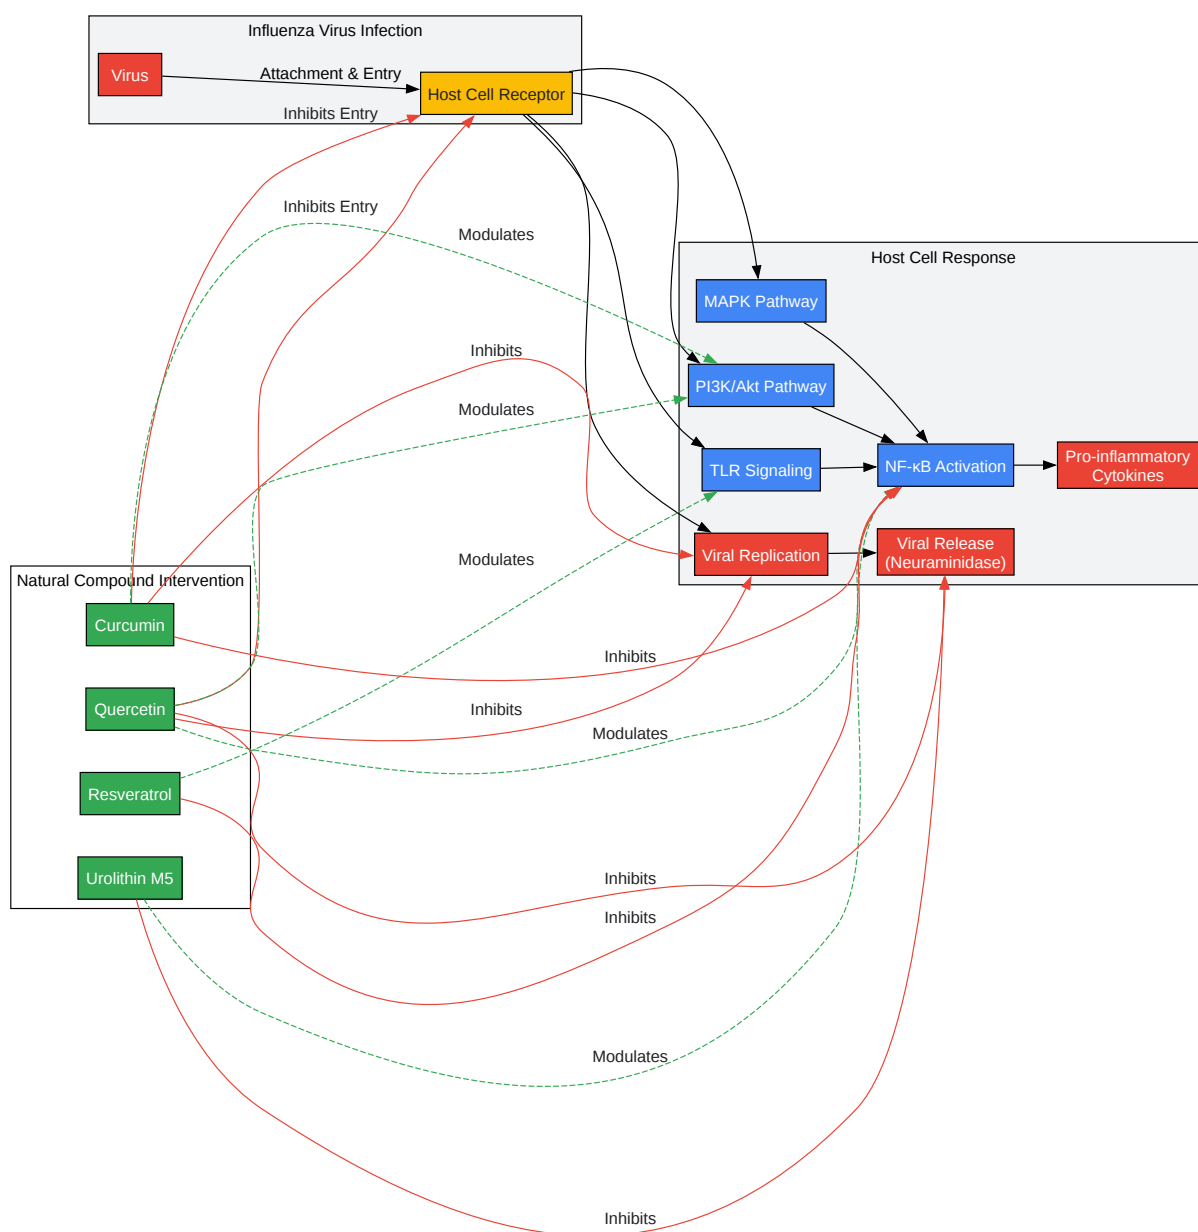 Influenza Virus Infection
Virus
Attachment & Entry
Host Cell Receptor
Inhibits Entry
Inhibits Entry
Modulates
Host Cell Response
MAPK Pathway
Inhibits
PI3K/Akt Pathway
Modulates
TLR Signaling
NF-κB Activation
Pro-inflammatory
Cytokines
Modulates
Viral Replication
Viral Release
(Neuraminidase)
Natural Compound Intervention
Curcumin
Inhibits
Quercetin
Inhibits
Modulates
Resveratrol
Urolithin M5
Inhibits
Inhibits
Modulates
Inhibits